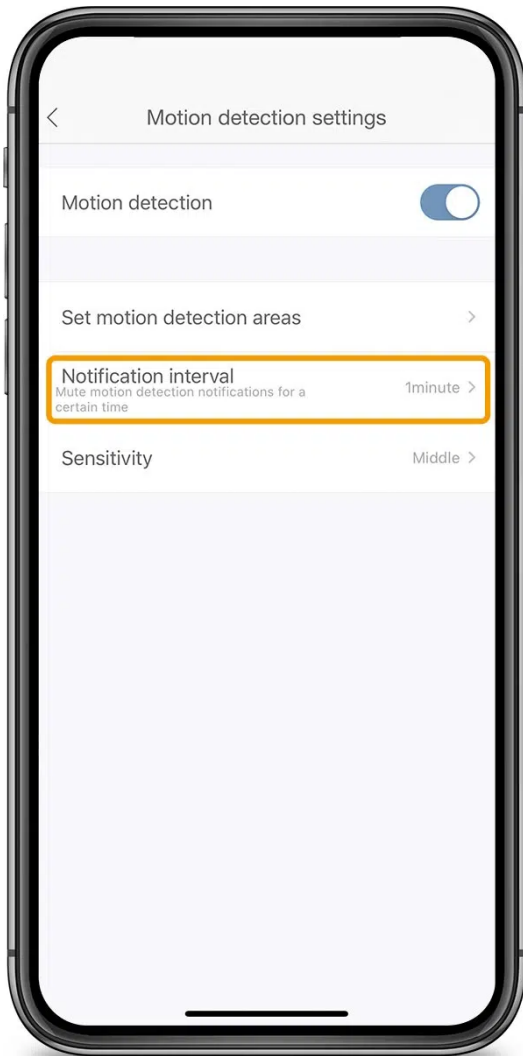 Motion detection settings
Motion detection
Set motion detection areas
Notification interval
Mute motion detection notifications for a
certain time
1minute
Sensitivity
Middle